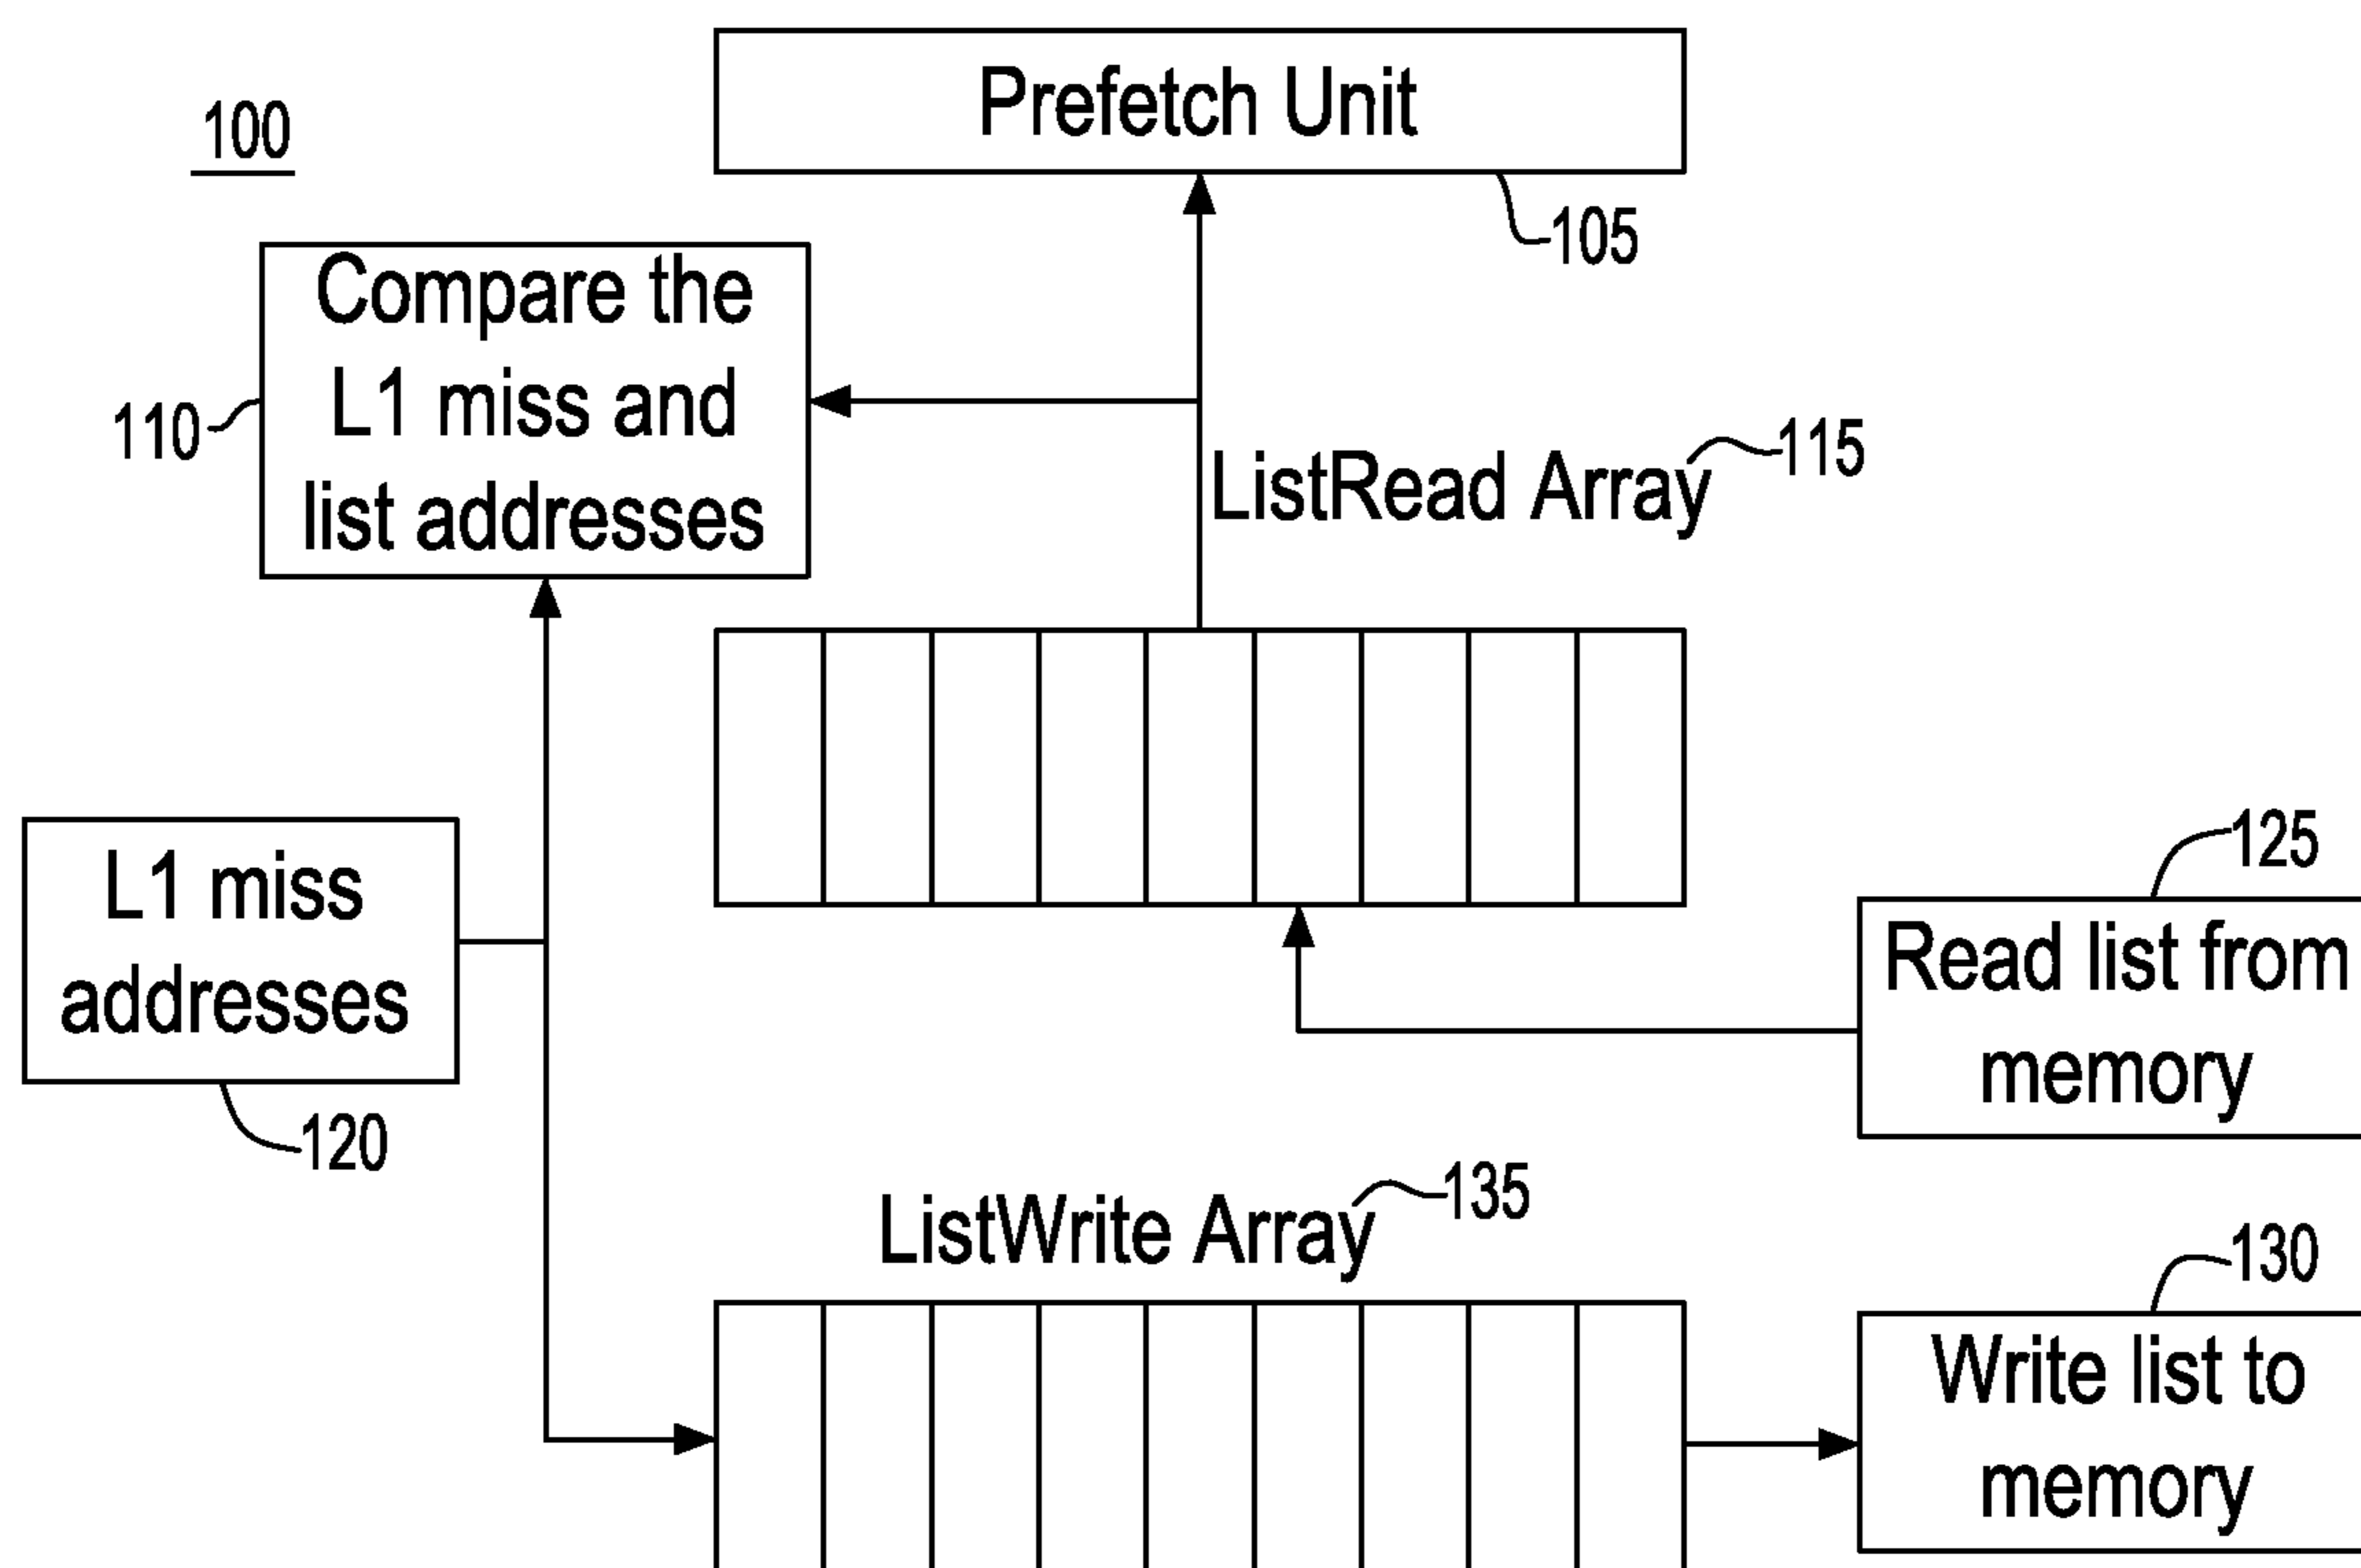 Prefetch Unit
100
105
Compare the
L1 miss and
list addresses
110
ListRead Array
115
L1 miss
addresses
120
125
Read list from
memory
ListWrite Array
135
130
Write list to
memory